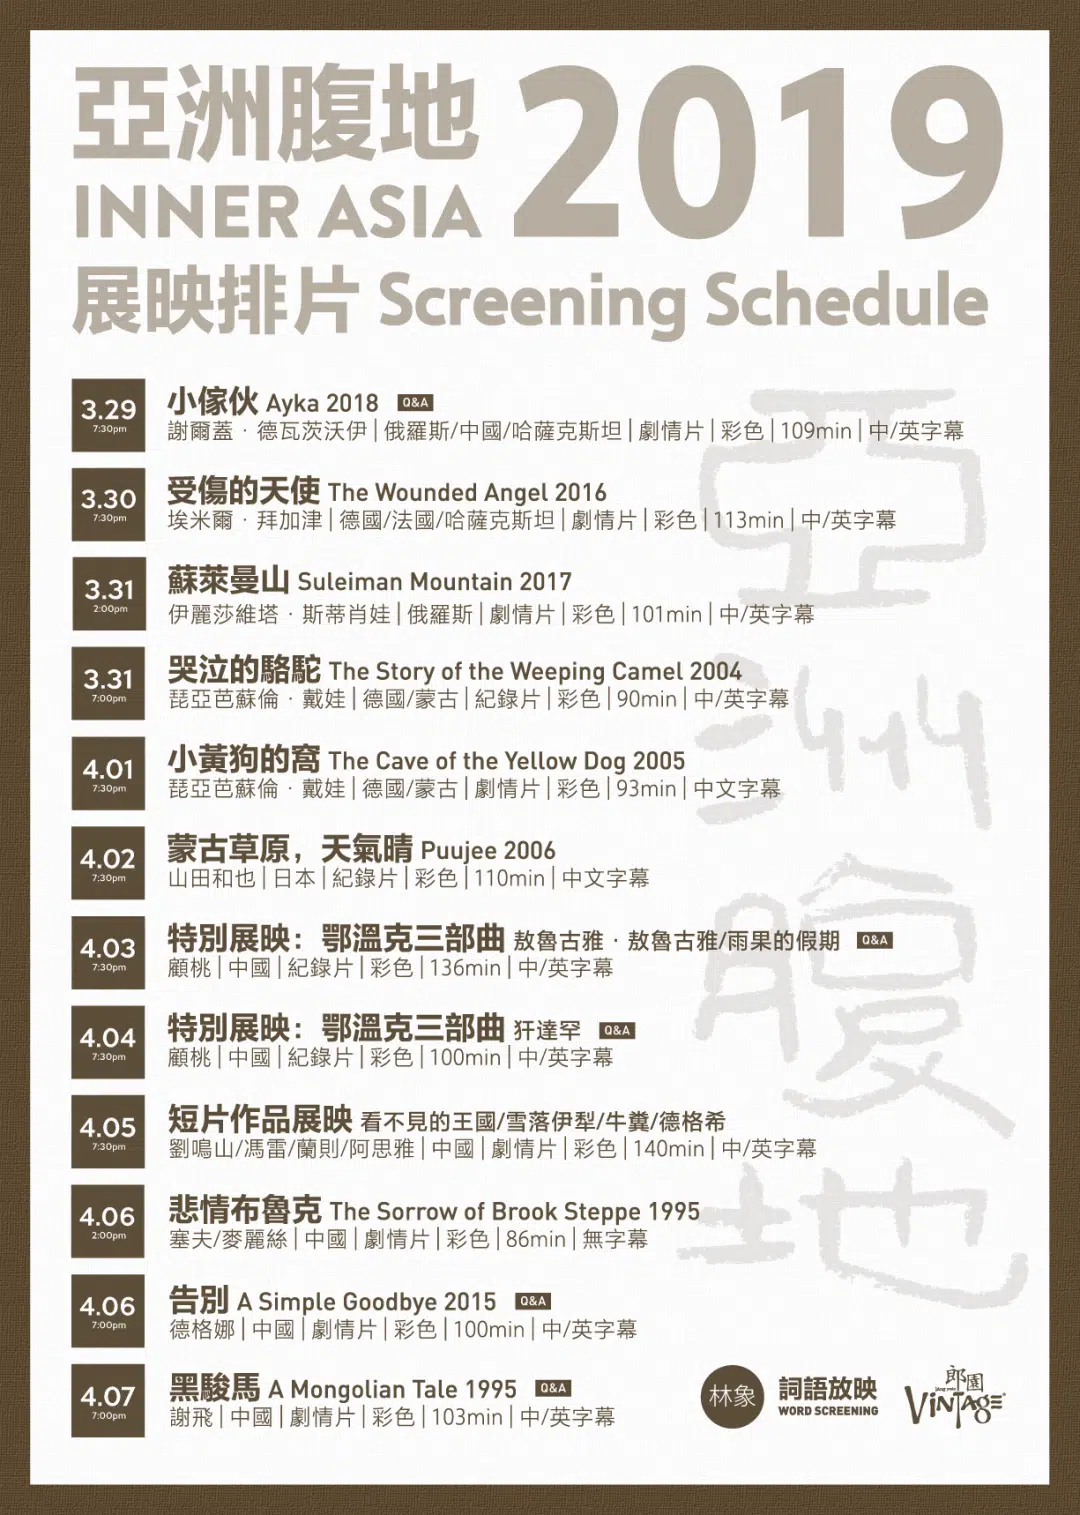 亞洲腹地 2019
INNER ASIA
展映排片 Screening Schedule
3.29
7:30pm
小傢伙 Ayka 2018 Q&A
謝爾蓋·德瓦茨沃伊|俄羅斯/中國/哈薩克斯坦|劇情片|彩色|109min|中/英字幕
3.30
7:30pm
受傷的天使 The Wounded Angel 2016
埃米爾·拜加津|德國/法國/哈薩克斯坦|劇情片|彩色|113min|中/英字幕
3.31
2:00pm
蘇萊曼山 Suleiman Mountain 2017
伊麗莎維塔·斯蒂肖娃|俄羅斯|劇情片|彩色|101min|中/英字幕
3.31
7:00pm
哭泣的駱駝 The Story of the Weeping Camel 2004
琵亞芭蘇倫·戴娃|德國/蒙古|紀錄片|彩色|90min|中/英字幕
4.01
7:30pm
小黃狗的窩 The Cave of the Yellow Dog 2005
琵亞芭蘇倫·戴娃|德國/蒙古|劇情片|彩色|93min|中文字幕
4.02
7:30pm
蒙古草原，天氣晴 Puujee 2006
山田和也|日本|紀錄片|彩色|110min|中文字幕
4.03
7:30pm
特別展映：鄂溫克三部曲 敖魯古雅·敖魯古雅/雨果的假期 Q&A
顧桃|中國|紀錄片|彩色|136min|中/英字幕
4.04
7:30pm
特別展映：鄂溫克三部曲 犴達罕 Q&A
顧桃|中國|紀錄片|彩色|100min|中/英字幕
4.05
7:30pm
短片作品展映 看不見的王國/雪落伊犁/牛糞/德格希
劉鳴山/馮雷/蘭則/阿思雅|中國|劇情片|彩色|140min|中/英字幕
4.06
2:00pm
悲情布魯克 The Sorrow of Brook Steppe 1995
塞夫/麥麗絲|中國|劇情片|彩色|86min|無字幕
4.06
7:00pm
告別 A Simple Goodbye 2015 Q&A
德格娜|中國|劇情片|彩色|100min|中/英字幕
4.07
7:00pm
黑駿馬 A Mongolian Tale 1995 Q&A
謝飛|中國|劇情片|彩色|103min|中/英字幕
亞洲腹地
林象
詞語放映
WORD SCREENING
郎園
VINTAGE